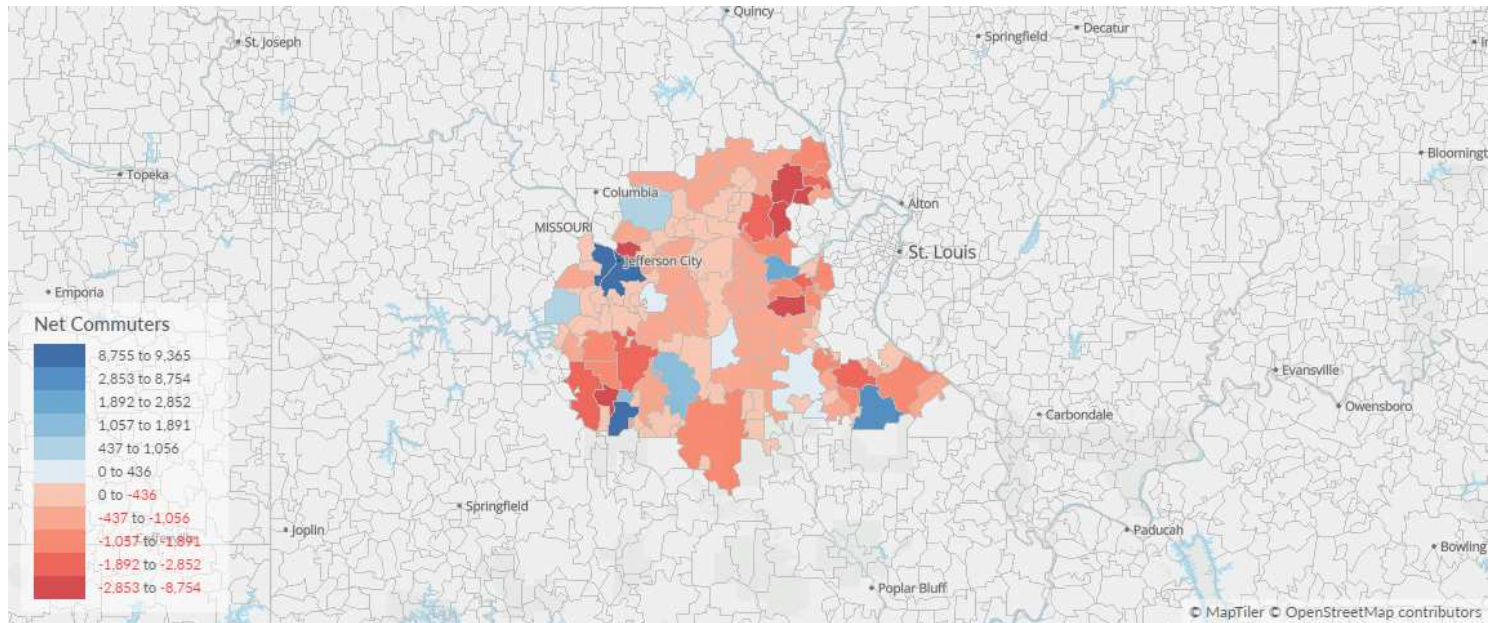 Quincy
St. Joseph
Springfield
Decatur
Topeka
Bloomingt
Columbia
Alton
MISSOURI
St. Louis
Jefferson City
Emporia
Net Commuters
8,755 to 9,365
2,853 to 8,754
1,892 to 2,852
1,057 to 1,891
437 to 1,056
0 to 436
0 to -436
-437 to -1,056
-1,057 to -1,891
-1,892 to -2,852
-2,853 to -8,754
Evansville
Owensboro
Carbondale
Springfield
Joplin
Paducah
Bowling
Poplar Bluff
© MapTiler © OpenStreetMap contributors